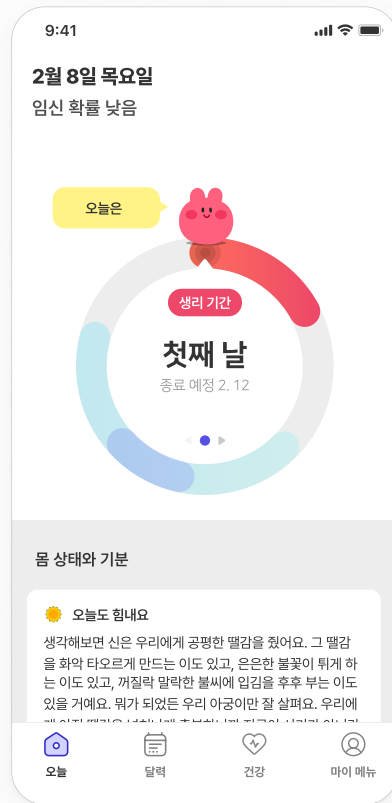 9:41
2월 8일 목요일
임신 확률 낮음
오늘은
생리 기간
첫째 날
종료 예정 2. 12
몸 상태와 기분
오늘도 힘내요
생각해보면 신은 우리에게 공평한 땔감을 줬어요. 그 땔감
을 화악 타오르게 만드는 이도 있고, 은은한 불꽃이 튀게 하
는 이도 있고, 꺼질락 말락한 불씨에 입김을 후후 부는 이도
있을 거예요. 뭐가 되었든 우리 아궁이만 잘 살펴요. 우리에
오늘
달력
건강
마이 메뉴